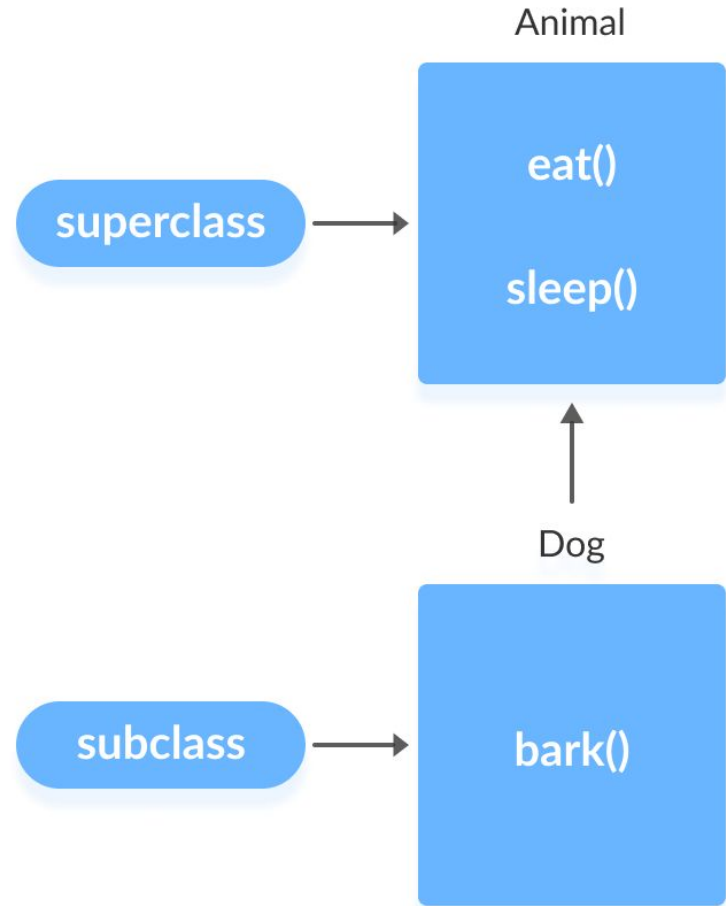 Animal
eat()
superclass
sleep()
Dog
subclass
bark()